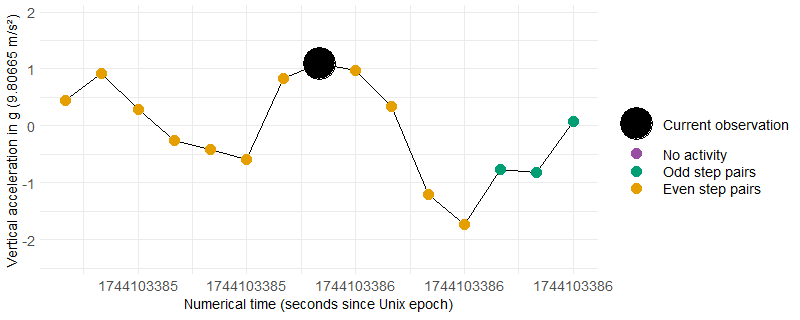 Vertical acceleration in g (9.80665 m/s²)
2
1
0
-1
-2
1744103385 1744103385 1744103386 1744103386 1744103386
Numerical time (seconds since Unix epoch)
Current observation
No activity
Odd step pairs
Even step pairs